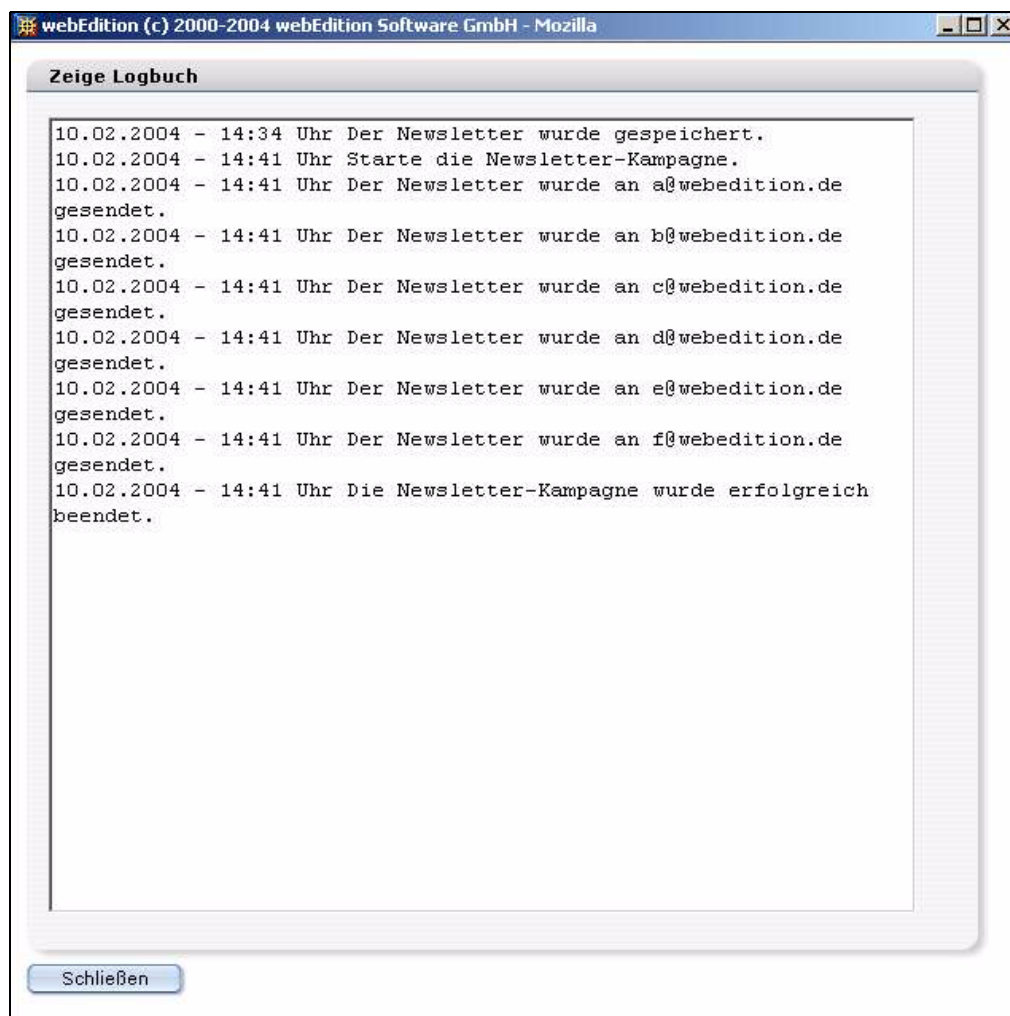 webEdition (c) 2000-2004 webEdition Software GmbH - Mozilla
Zeige Logbuch
10.02.2004 - 14:34 Uhr Der Newsletter wurde gespeichert.
10.02.2004 - 14:41 Uhr Starte die Newsletter-Kampagne.
10.02.2004 - 14:41 Uhr Der Newsletter wurde an a@webedition.de
gesendet.
10.02.2004 - 14:41 Uhr Der Newsletter wurde an b@webedition.de
gesendet.
10.02.2004 - 14:41 Uhr Der Newsletter wurde an c@webedition.de
gesendet.
10.02.2004 - 14:41 Uhr Der Newsletter wurde an d@webedition.de
gesendet.
10.02.2004 - 14:41 Uhr Der Newsletter wurde an e@webedition.de
gesendet.
10.02.2004 - 14:41 Uhr Der Newsletter wurde an f@webedition.de
gesendet.
10.02.2004 - 14:41 Uhr Die Newsletter-Kampagne wurde erfolgreich
beendet.
Schließen